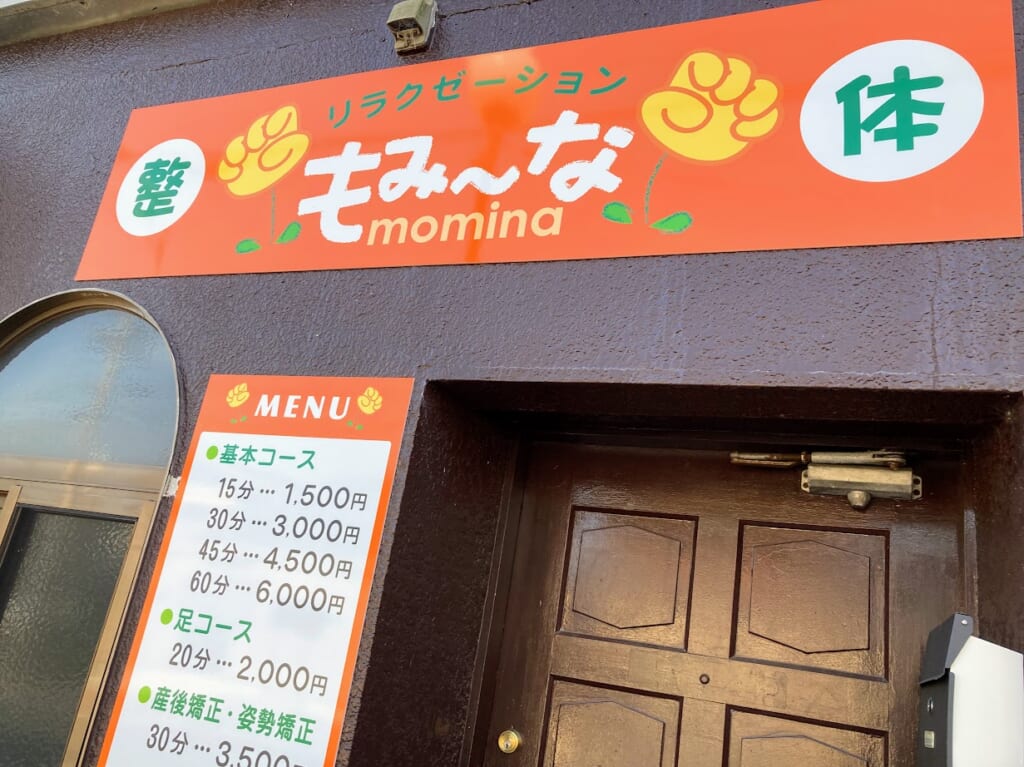 整
リラクゼーション
もみ～な
momina
体
MENU
●基本コース
15分…1,500円
30分…3,000円
45分…4,500円
60分…6,000円
●足コース
20分…2,000円
●産後矯正・姿勢矯正
30分…3,500円